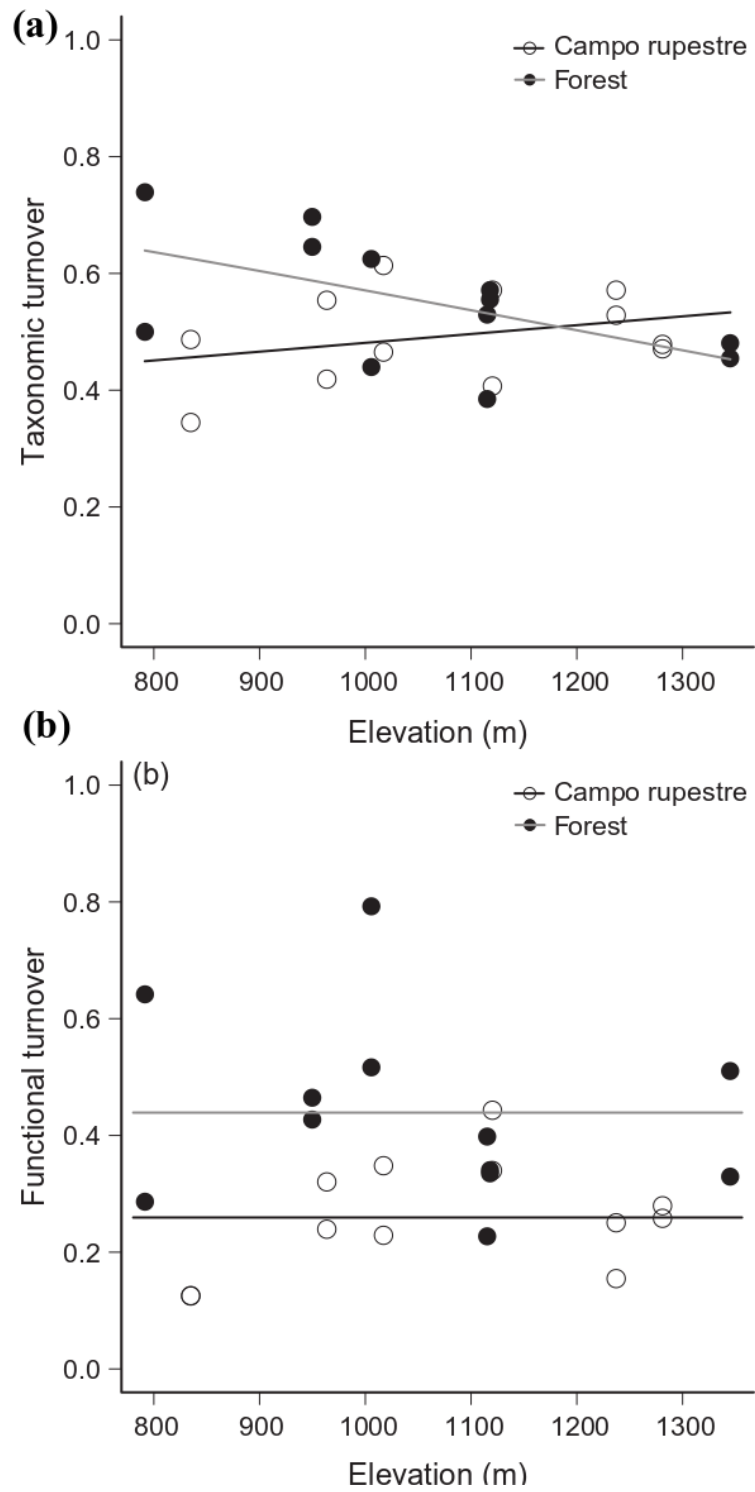 (a)
1.0
Campo rupestre
Forest
0.8
0.6
0.4
0.2
0.0
Taxonomic turnover
800 900 1000 1100 1200 1300
Elevation (m)
(b)
(b)
1.0
Campo rupestre
Forest
0.8
0.6
0.4
0.2
0.0
Functional turnover
800 900 1000 1100 1200 1300
Elevation (m)